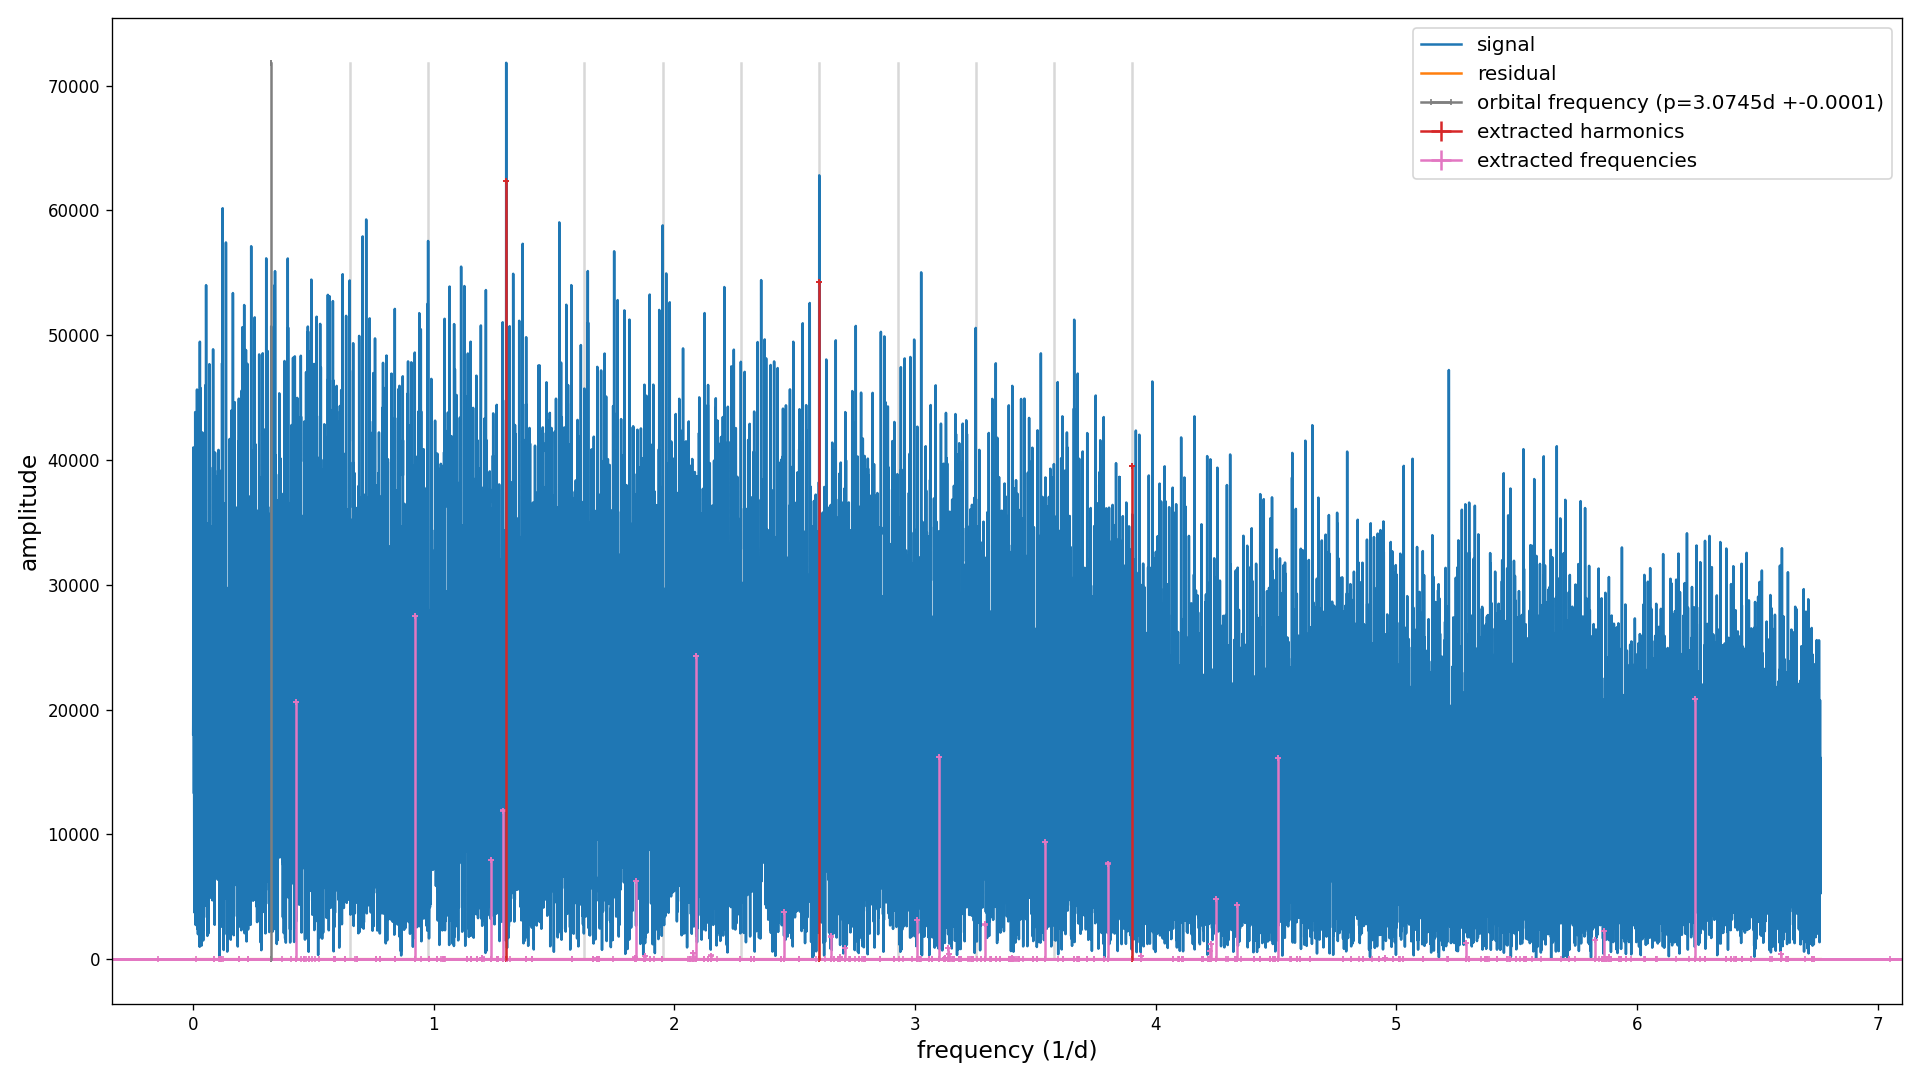 signal
residual
orbital frequency (p=3.0745d +-0.0001)
extracted harmonics
extracted frequencies
amplitude
70000
60000
50000
40000
30000
20000
10000
0
0 1 2 3 4 5 6 7
frequency (1/d)